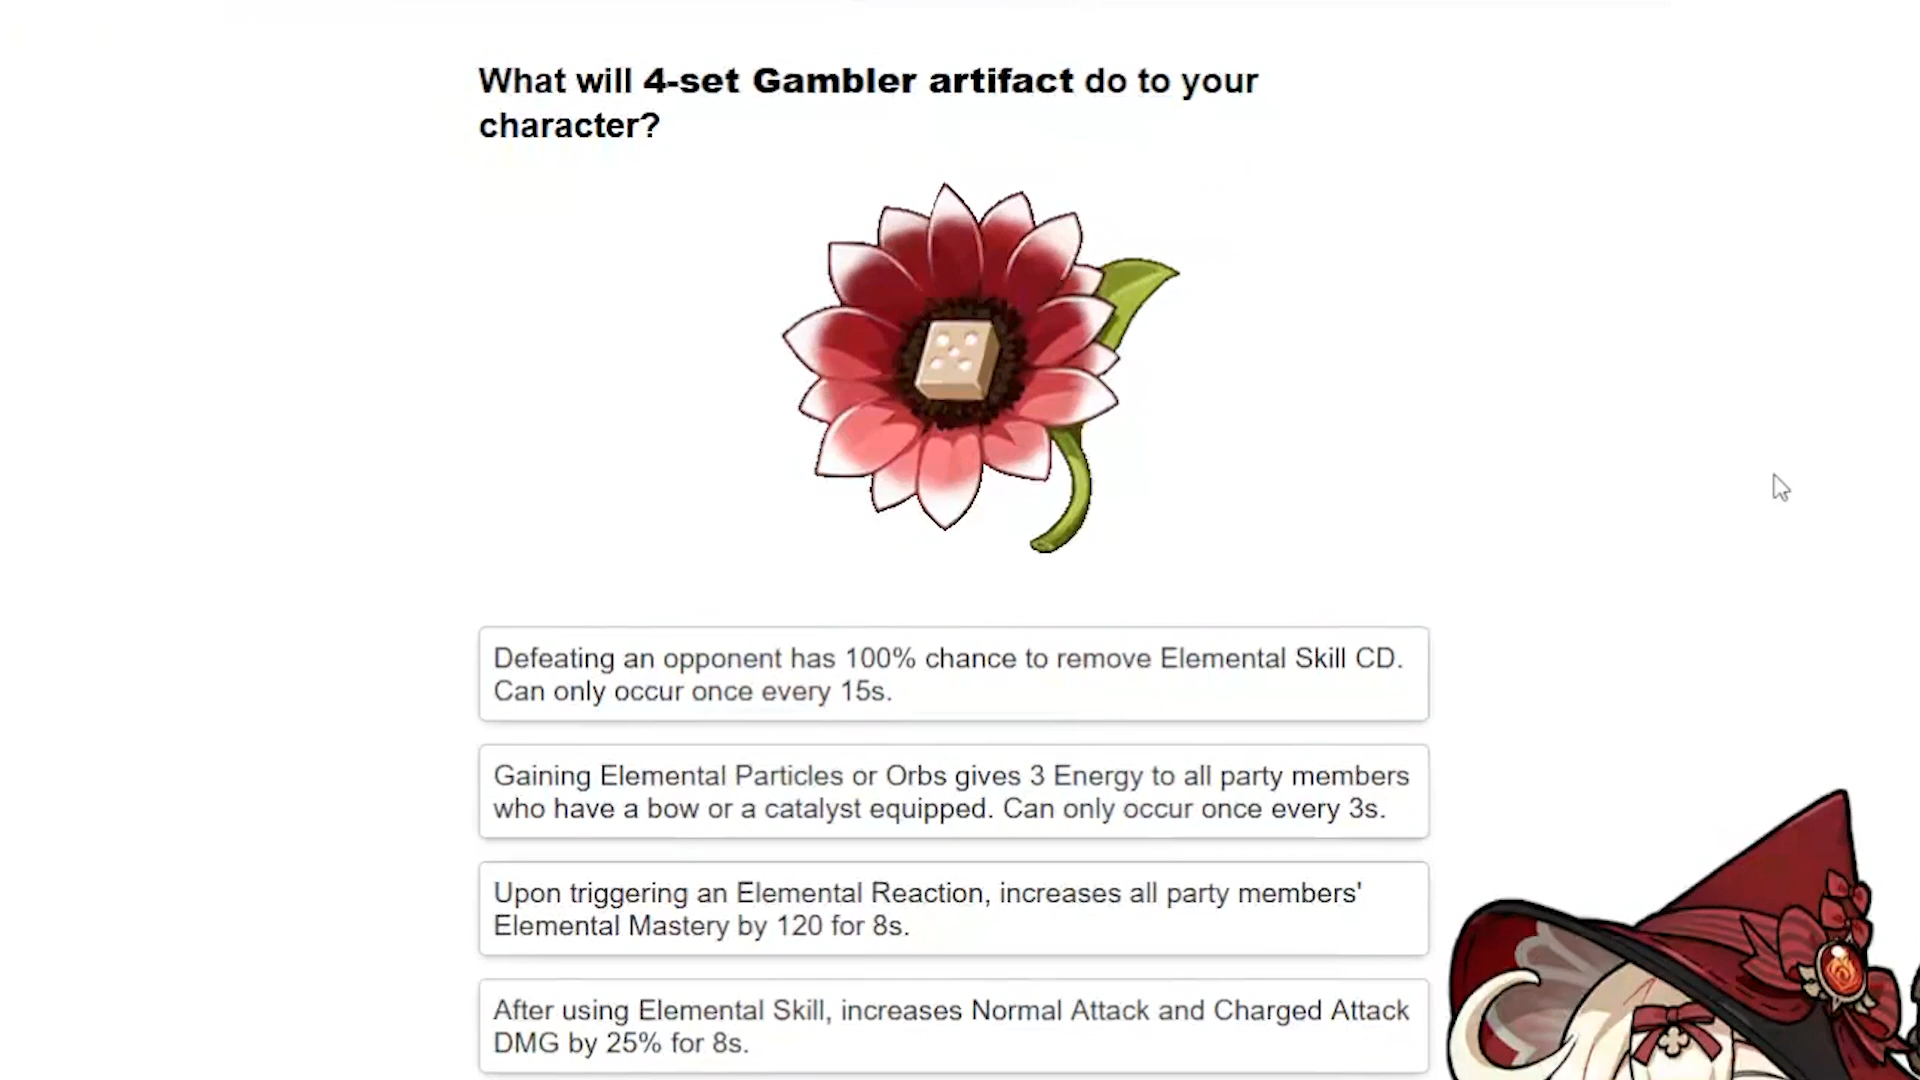 What will 4-set Gambler artifact do to your
character?
Defeating an opponent has 100% chance to remove Elemental Skill CD.
Can only occur once every 15s.
Gaining Elemental Particles or Orbs gives 3 Energy to all party members
who have a bow or a catalyst equipped. Can only occur once every 3s.
Upon triggering an Elemental Reaction, increases all party members'
Elemental Mastery by 120 for 8s.
After using Elemental Skill, increases Normal Attack and Charged Attack
DMG by 25% for 8s.